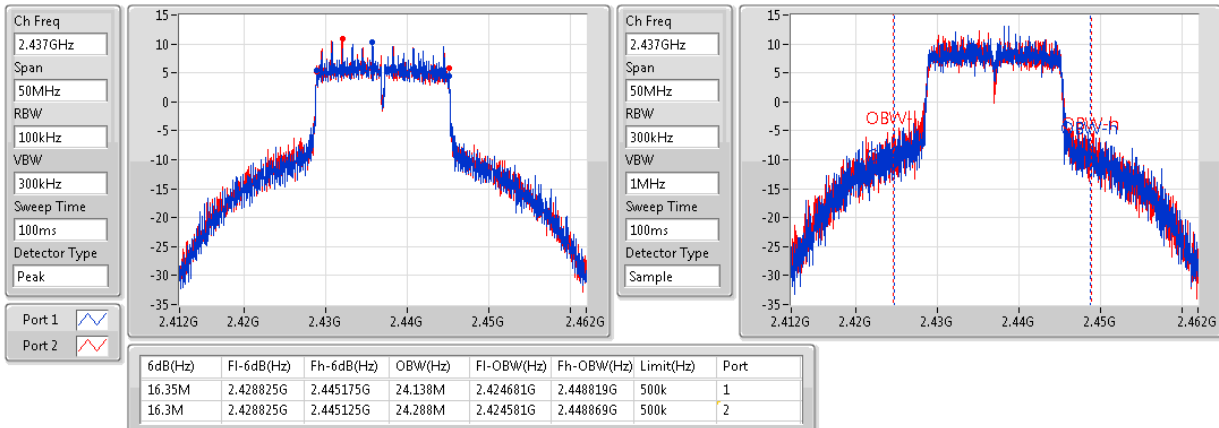 Ch Freq
2.437GHz
Span
50MHz
RBW
100kHz
VBW
300kHz
Sweep Time
100ms
Detector Type
Peak
Port 1
Port 2
15
10
5
0
-5
-10
-15
-20
-25
-30
-35
2.412G 2.42G 2.43G 2.44G 2.45G 2.462G
Ch Freq
2.437GHz
Span
50MHz
RBW
300kHz
VBW
1MHz
Sweep Time
100ms
Detector Type
Sample
15
10
5
0
-5
-10
-15
-20
-25
-30
-35
OBW-h
2.412G 2.42G 2.43G 2.44G 2.45G 2.462G
6dB(Hz) Fl-6dB(Hz) Fh-6dB(Hz) OBW(Hz) Fl-OBW(Hz) Fh-OBW(Hz) Limit(Hz) Port
16.35M 2.428825G 2.445175G 24.138M 2.424681G 2.448819G 500k 1
16.3M 2.428825G 2.445125G 24.288M 2.424581G 2.448869G 500k 2